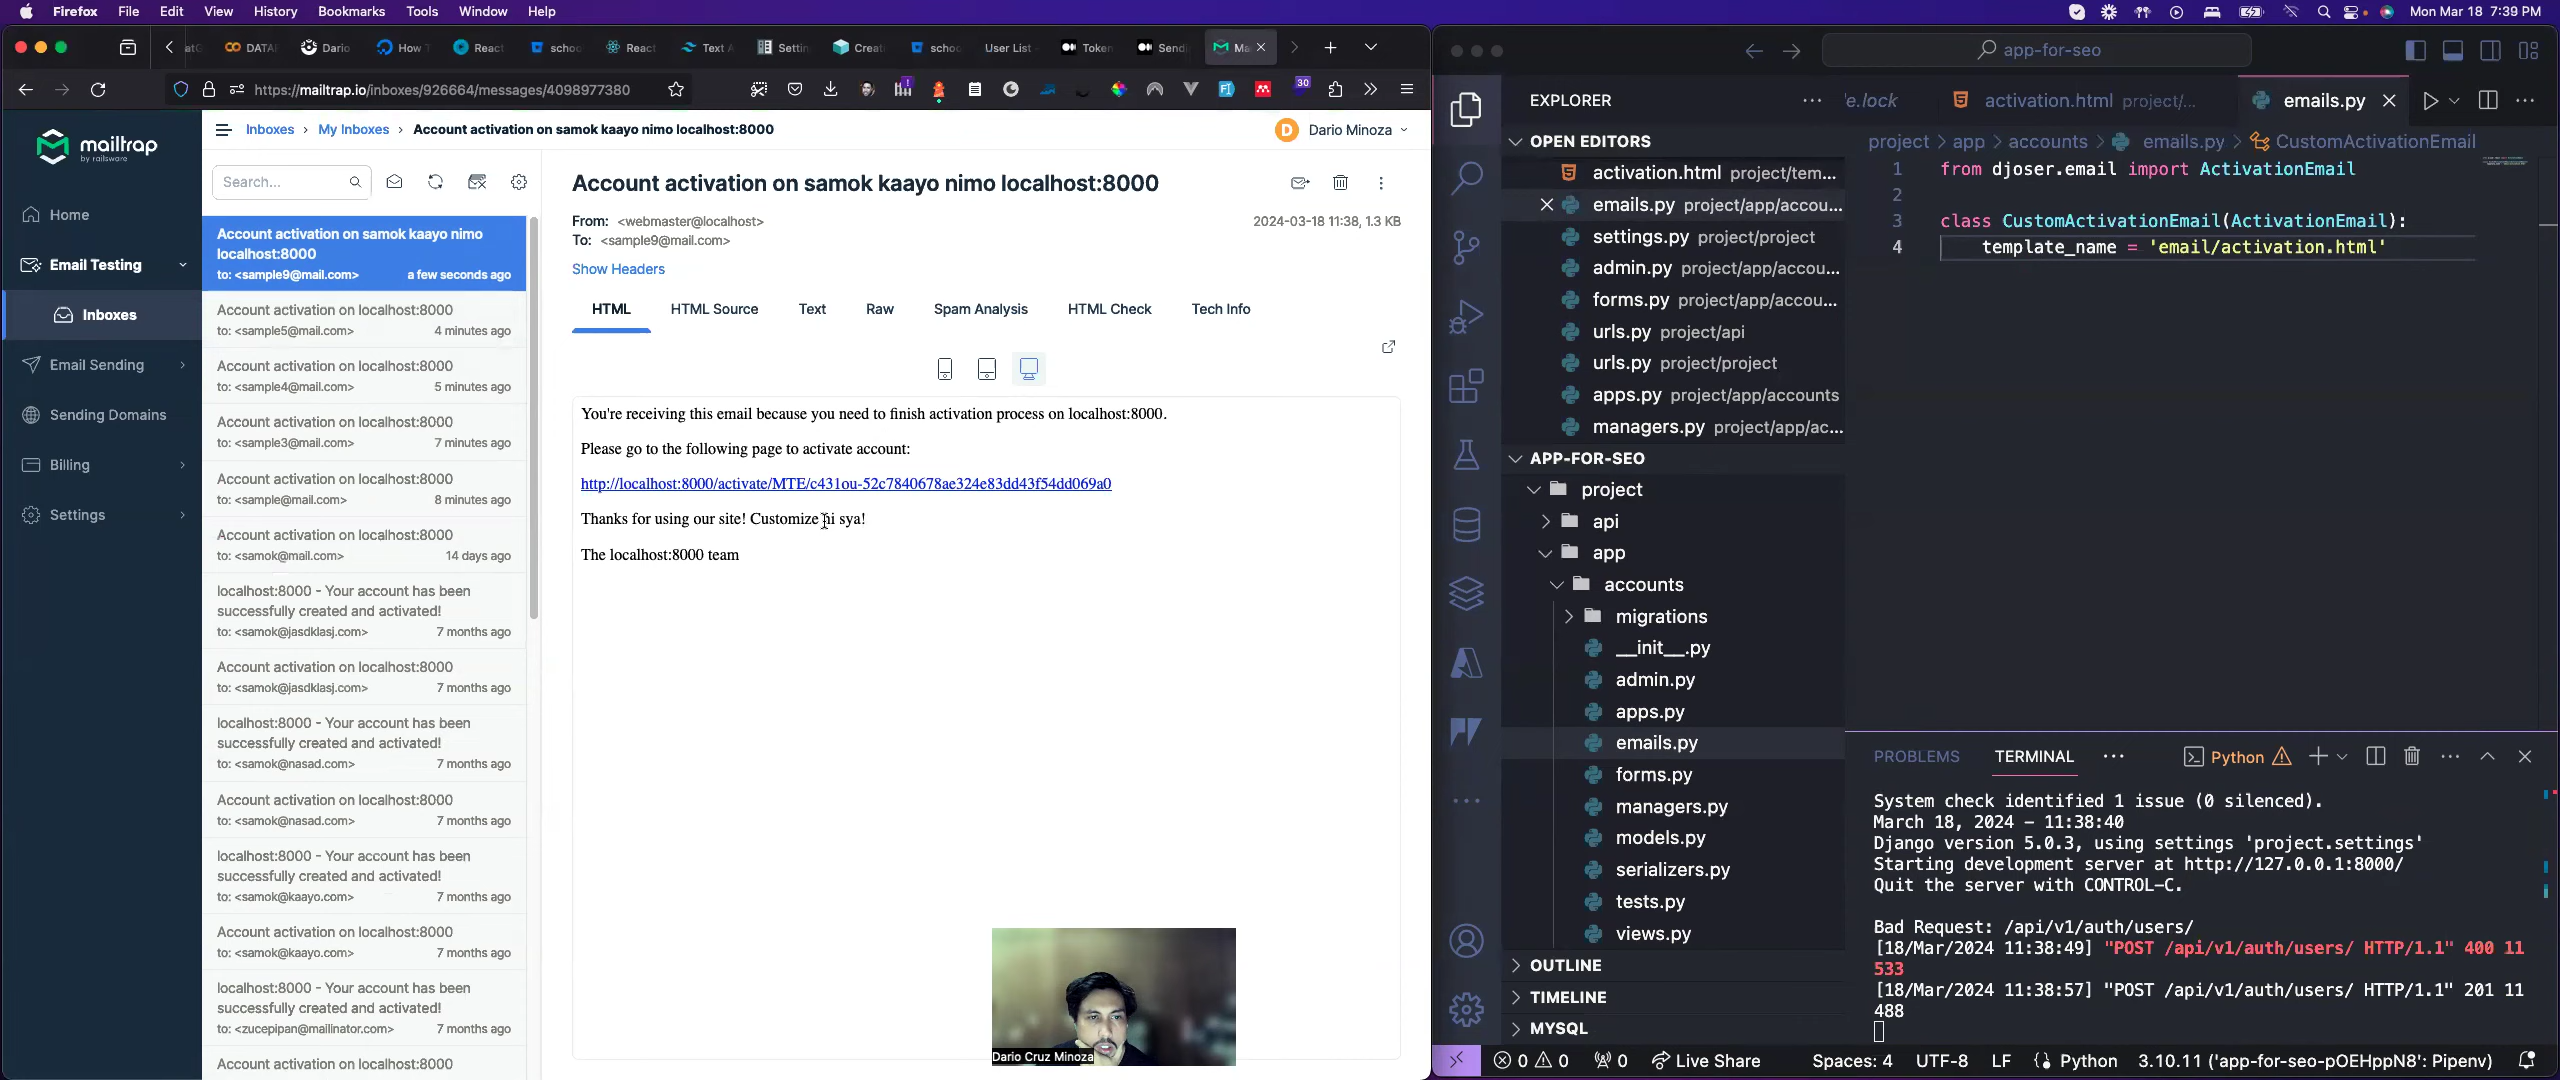 Firefox File Edit View History Bookmarks Tools Window Help
Mon Mar 18 7:39 PM
DATA Dario How T React schoo React Text A Settin Creat schoo User List Token Sendi Ma
https://mailtrap.io/inboxes/926664/messages/4098977380
30
mailtrap
by railsware
Home
Email Testing
Inboxes
Email Sending
Sending Domains
Billing
Settings
Inboxes › My Inboxes › Account activation on samok kaayo nimo localhost:8000
D Dario Minoza
Search...
Account activation on samok kaayo nimo
localhost:8000
to: <sample9@mail.com> a few seconds ago
Account activation on localhost:8000
to: <sample5@mail.com> 4 minutes ago
Account activation on localhost:8000
to: <sample4@mail.com> 5 minutes ago
Account activation on localhost:8000
to: <sample3@mail.com> 7 minutes ago
Account activation on localhost:8000
to: <sample@mail.com> 8 minutes ago
Account activation on localhost:8000
to: <samok@mail.com> 14 days ago
localhost:8000 - Your account has been
successfully created and activated!
to: <samok@jasdklasj.com> 7 months ago
Account activation on localhost:8000
to: <samok@jasdklasj.com> 7 months ago
localhost:8000 - Your account has been
successfully created and activated!
to: <samok@nasad.com> 7 months ago
Account activation on localhost:8000
to: <samok@nasad.com> 7 months ago
localhost:8000 - Your account has been
successfully created and activated!
to: <samok@kaayo.com> 7 months ago
Account activation on localhost:8000
to: <samok@kaayo.com> 7 months ago
localhost:8000 - Your account has been
successfully created and activated!
to: <zucepipan@mailinator.com> 7 months ago
Account activation on localhost:8000
Account activation on samok kaayo nimo localhost:8000
From: <webmaster@localhost>
2024-03-18 11:38, 1.3 KB
To: <sample9@mail.com>
Show Headers
HTML HTML Source Text Raw Spam Analysis HTML Check Tech Info
You're receiving this email because you need to finish activation process on localhost:8000.
Please go to the following page to activate account:
http://localhost:8000/activate/MTE/c431ou-52c7840678ae324e83dd43f54dd069a0
Thanks for using our site! Customize ni sya!
The localhost:8000 team
Dario Cruz Minoza
app-for-seo
EXPLORER
OPEN EDITORS
activation.html project/tem...
emails.py project/app/accou...
settings.py project/project
admin.py project/app/accou...
forms.py project/app/accou...
urls.py project/api
urls.py project/project
apps.py project/app/accounts
managers.py project/app/ac...
APP-FOR-SEO
project
api
app
accounts
migrations
__init__.py
admin.py
apps.py
emails.py
forms.py
managers.py
models.py
serializers.py
tests.py
views.py
OUTLINE
TIMELINE
MYSQL
'e.lock activation.html project/... emails.py
project > app > accounts > emails.py > CustomActivationEmail
1 from djoser.email import ActivationEmail
2
3 class CustomActivationEmail(ActivationEmail):
4 template_name = 'email/activation.html'
PROBLEMS TERMINAL Python
System check identified 1 issue (0 silenced).
March 18, 2024 – 11:38:40
Django version 5.0.3, using settings 'project.settings'
Starting development server at http://127.0.0.1:8000/
Quit the server with CONTROL-C.
Bad Request: /api/v1/auth/users/
[18/Mar/2024 11:38:49] "POST /api/v1/auth/users/ HTTP/1.1" 400 11
533
[18/Mar/2024 11:38:57] "POST /api/v1/auth/users/ HTTP/1.1" 201 11
488
0 0 0 Live Share Spaces: 4 UTF-8 LF Python 3.10.11 ('app-for-seo-pOEHppN8': Pipenv)